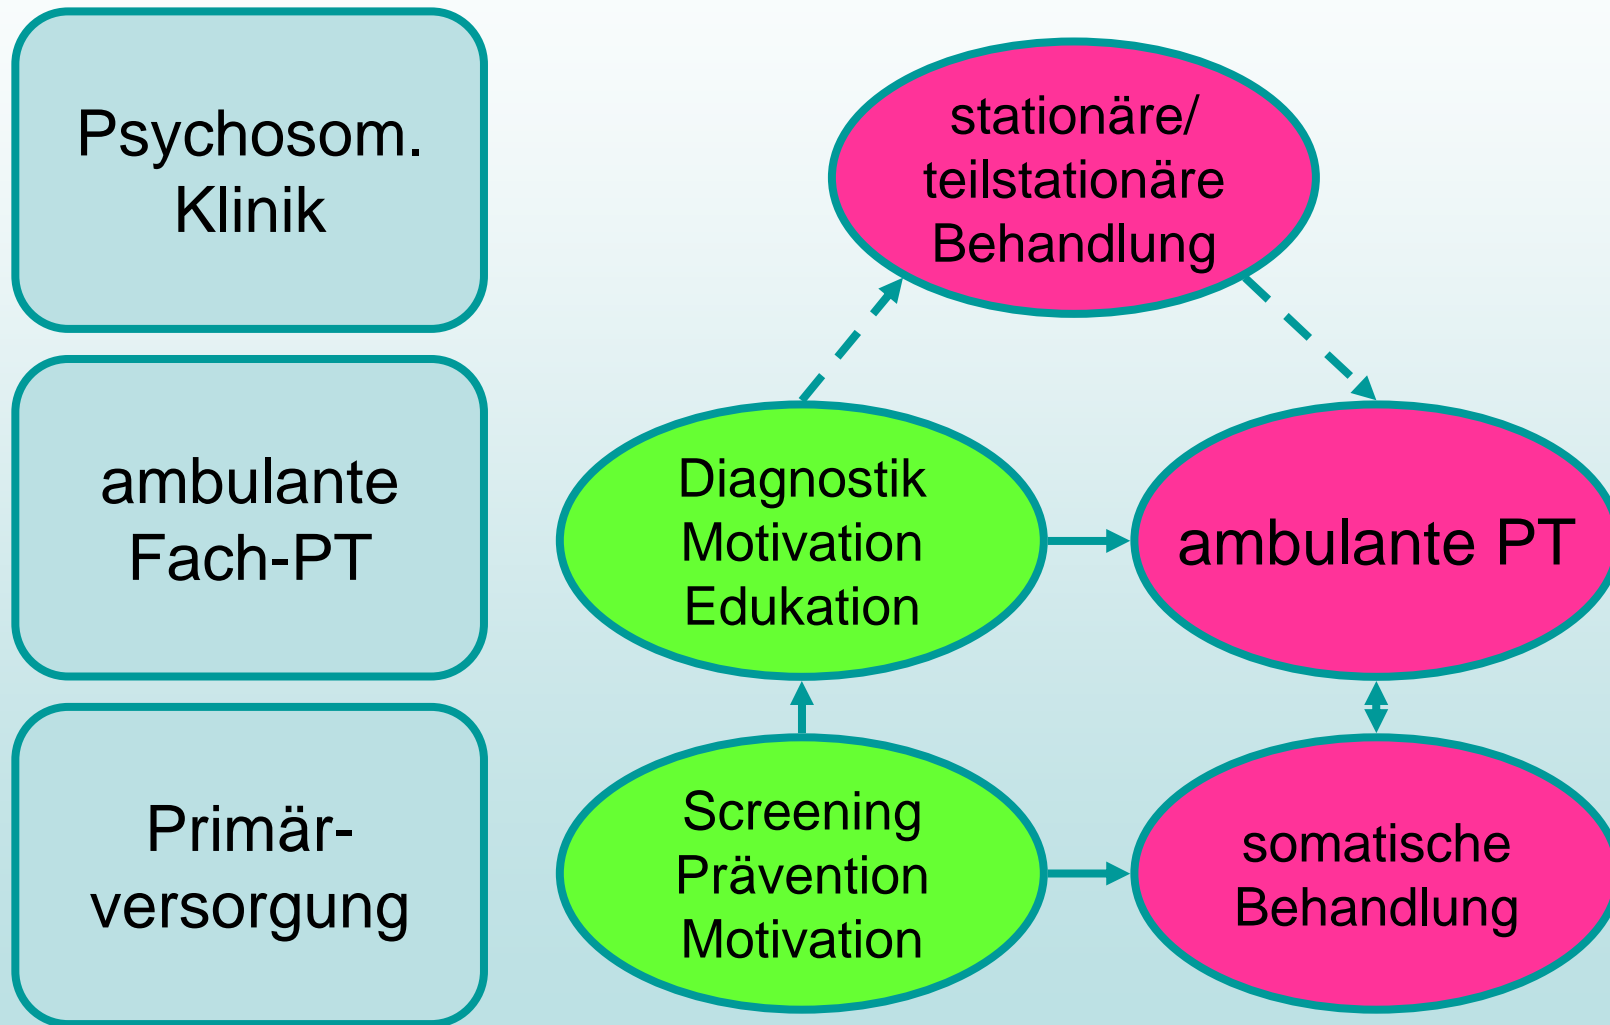 Psychosom.
Klinik
stationäre/
teilstationäre
Behandlung
ambulante
Fach-PT
Diagnostik
Motivation
Edukation
ambulante PT
Primär-
versorgung
Screening
Prävention
Motivation
somatische
Behandlung